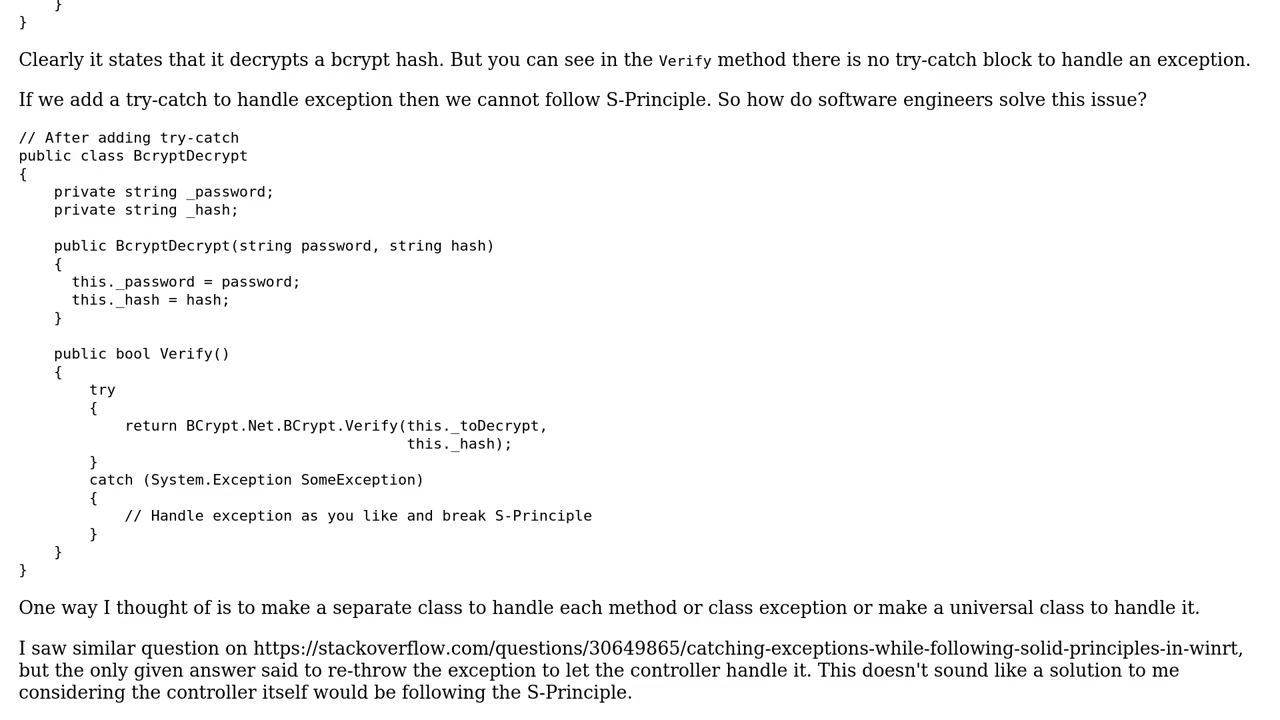 }
}
Clearly it states that it decrypts a bcrypt hash. But you can see in the Verify method there is no try-catch block to handle an exception.
If we add a try-catch to handle exception then we cannot follow S-Principle. So how do software engineers solve this issue?
// After adding try-catch
public class BcryptDecrypt
{
    private string _password;
    private string _hash;
    public BcryptDecrypt(string password, string hash)
    {
      this._password = password;
      this._hash = hash;
    }
    public bool Verify()
    {
        try
        {
            return BCrypt.Net.BCrypt.Verify(this._toDecrypt,
                                            this._hash);
        }
        catch (System.Exception SomeException)
        {
            // Handle exception as you like and break S-Principle
        }
    }
}
One way I thought of is to make a separate class to handle each method or class exception or make a universal class to handle it.
I saw similar question on https://stackoverflow.com/questions/30649865/catching-exceptions-while-following-solid-principles-in-winrt,
but the only given answer said to re-throw the exception to let the controller handle it. This doesn't sound like a solution to me
considering the controller itself would be following the S-Principle.